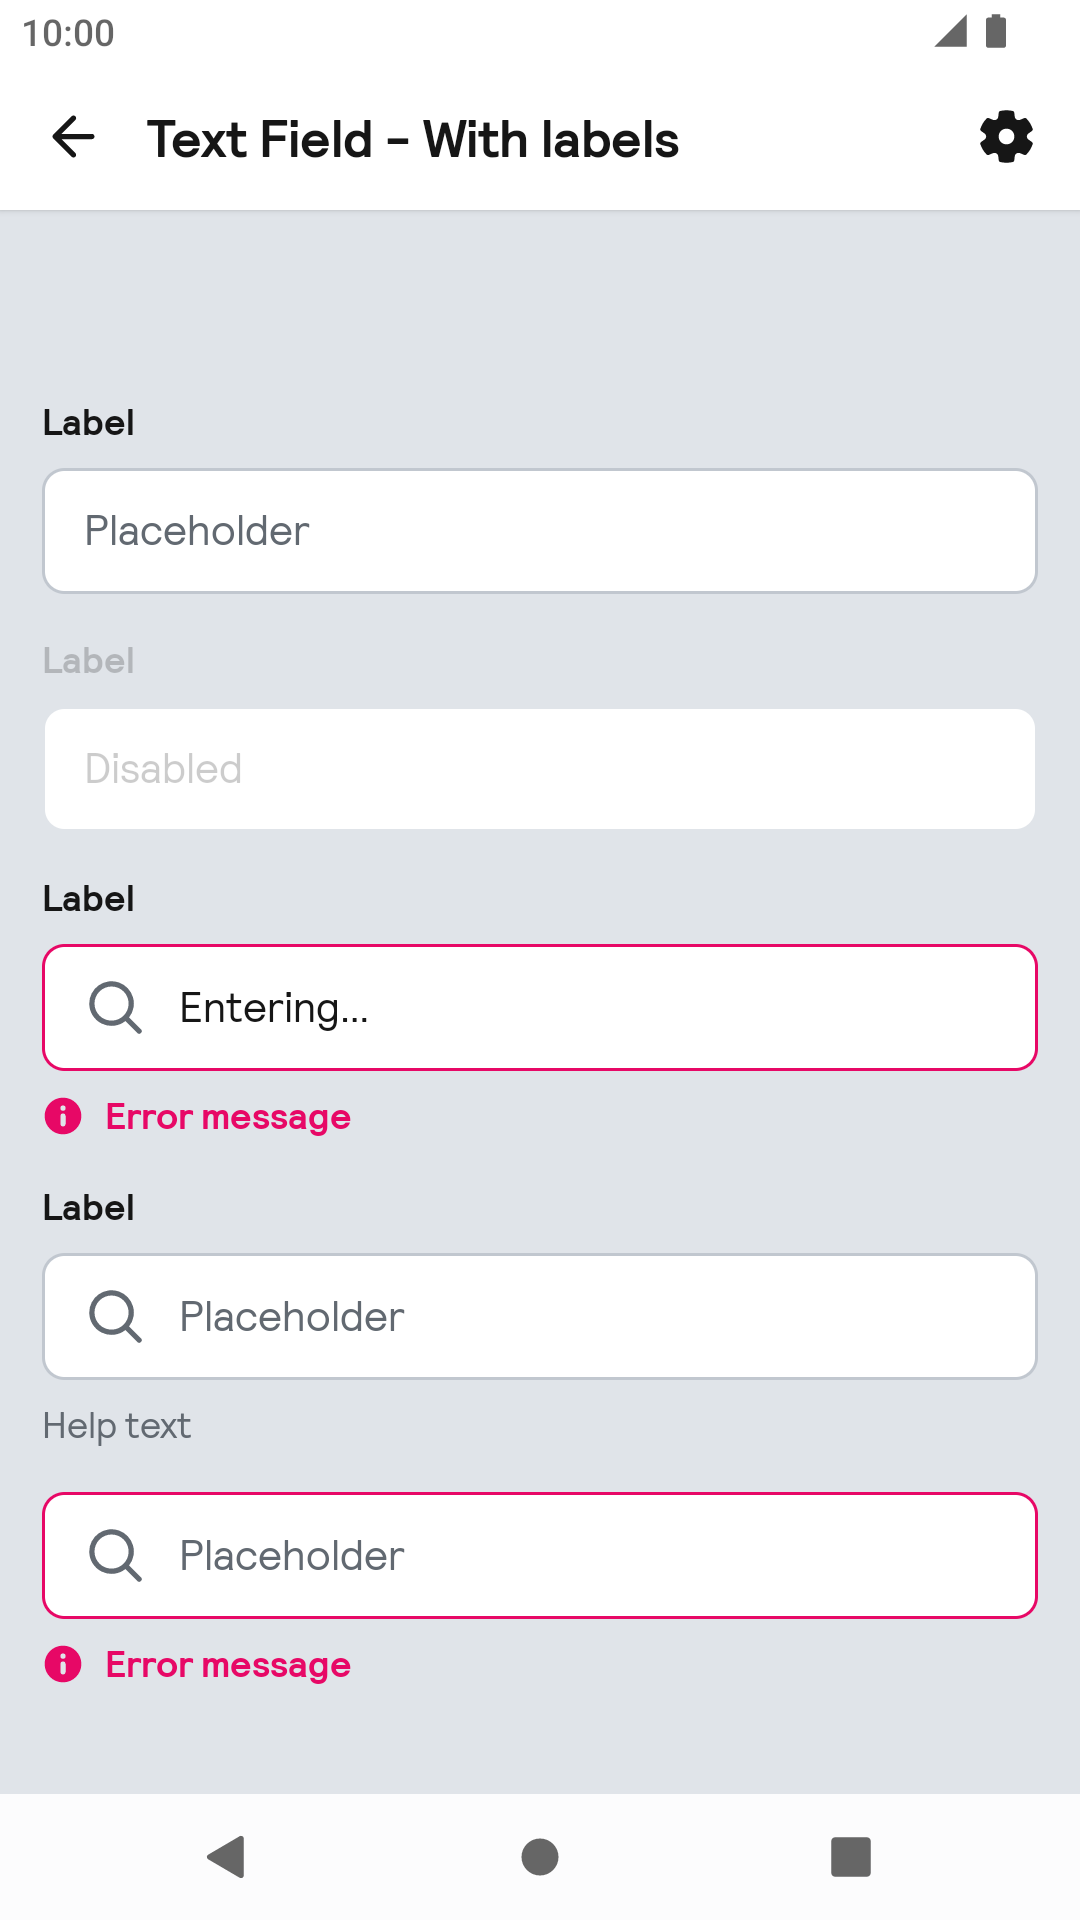 10:00
Text Field - With labels
Label
Placeholder
Label
Disabled
Label
Entering...
Error message
Label
Placeholder
Help text
Placeholder
Error message